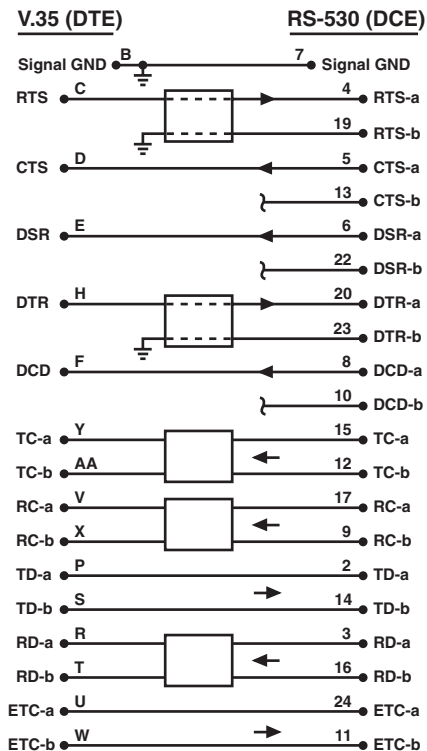 V.35 (DTE) RS-530 (DCE)
Signal GND B 7 Signal GND
RTS C 4 RTS-a
19 RTS-b
CTS D 5 CTS-a
13 CTS-b
DSR E 6 DSR-a
22 DSR-b
DTR H 20 DTR-a
23 DTR-b
DCD F 8 DCD-a
10 DCD-b
TC-a Y 15 TC-a
TC-b AA 12 TC-b
RC-a V 17 RC-a
RC-b X 9 RC-b
TD-a P 2 TD-a
TD-b S 14 TD-b
RD-a R 3 RD-a
RD-b T 16 RD-b
ETC-a U 24 ETC-a
ETC-b W 11 ETC-b